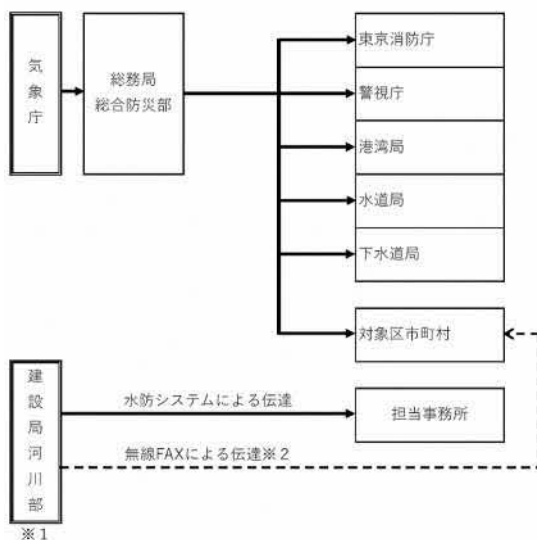 気象庁
総務局
総合防災部
東京消防庁
警視庁
港湾局
水道局
下水道局
対象区市町村
建設局河川部
水防システムによる伝達
担当事務所
無線FAXによる伝達※2
※1